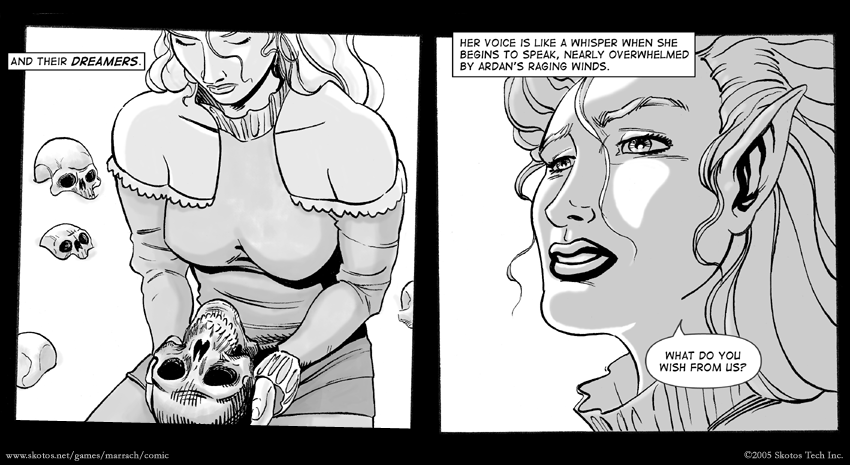 AND THEIR DREAMERS.
HER VOICE IS LIKE A WHISPER WHEN SHE
BEGINS TO SPEAK, NEARLY OVERWHELMED
BY ARDAN'S RAGING WINDS.
WHAT DO YOU
WISH FROM US?
www.skotos.net/games/marrach/comic
©2005 Skotos Tech Inc.